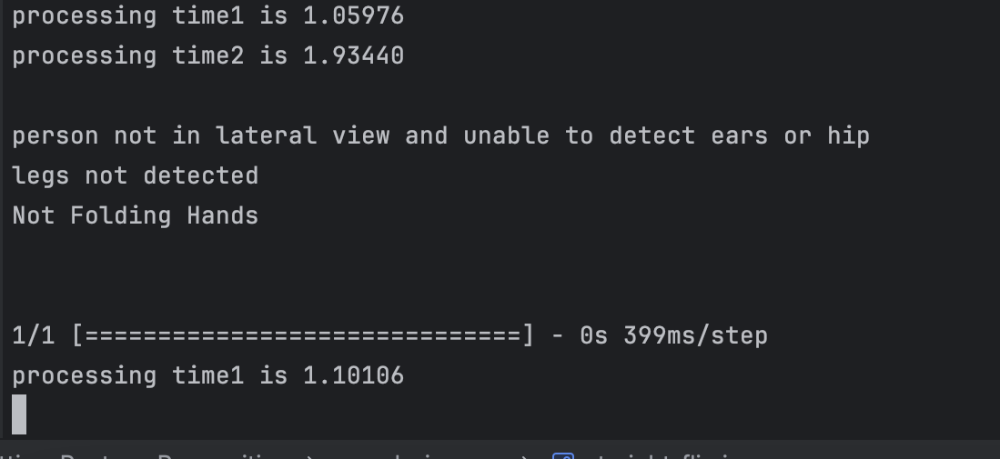 processing time1 is 1.05976
processing time2 is 1.93440
person not in lateral view and unable to detect ears or hip
legs not detected
Not Folding Hands
1/1 [==============================] - 0s 399ms/step
processing time1 is 1.10106